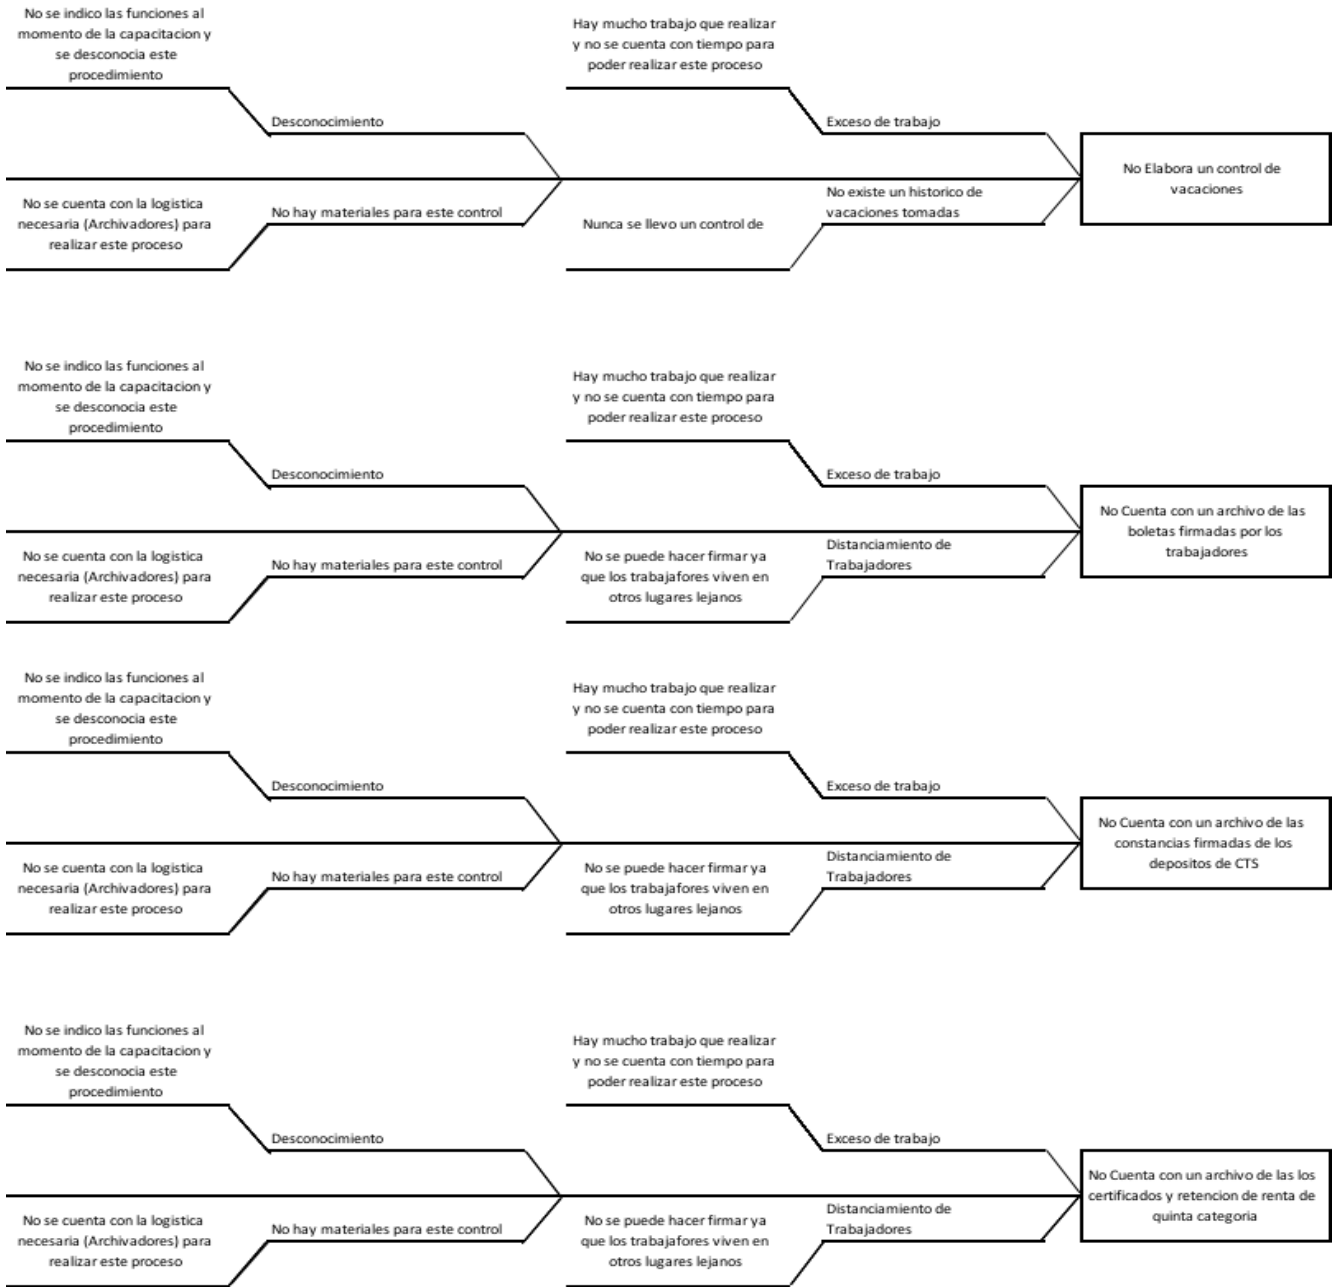 No se indico las funciones al
momento de la capacitacion y
se desconocia este
procedimiento
Hay mucho trabajo que realizar
y no se cuenta con tiempo para
poder realizar este proceso
Desconocimiento
Exceso de trabajo
No Elabora un control de
vacaciones
No se cuenta con la logistica
necesaria (Archivadores) para
realizar este proceso
No hay materiales para este control
Nunca se llevo un control de
No existe un historico de
vacaciones tomadas
No se indico las funciones al
momento de la capacitacion y
se desconocia este
procedimiento
Hay mucho trabajo que realizar
y no se cuenta con tiempo para
poder realizar este proceso
Desconocimiento
Exceso de trabajo
No Cuenta con un archivo de las
boletas firmadas por los
trabajadores
No se cuenta con la logistica
necesaria (Archivadores) para
realizar este proceso
No hay materiales para este control
No se puede hacer firmar ya
que los trabajafores viven en
otros lugares lejanos
Distanciamiento de
Trabajadores
No se indico las funciones al
momento de la capacitacion y
se desconocia este
procedimiento
Hay mucho trabajo que realizar
y no se cuenta con tiempo para
poder realizar este proceso
Desconocimiento
Exceso de trabajo
No Cuenta con un archivo de las
constancias firmadas de los
depositos de CTS
No se cuenta con la logistica
necesaria (Archivadores) para
realizar este proceso
No hay materiales para este control
No se puede hacer firmar ya
que los trabajafores viven en
otros lugares lejanos
Distanciamiento de
Trabajadores
No se indico las funciones al
momento de la capacitacion y
se desconocia este
procedimiento
Hay mucho trabajo que realizar
y no se cuenta con tiempo para
poder realizar este proceso
Desconocimiento
Exceso de trabajo
No Cuenta con un archivo de las los
certificados y retencion de renta de
quinta categoria
No se cuenta con la logistica
necesaria (Archivadores) para
realizar este proceso
No hay materiales para este control
No se puede hacer firmar ya
que los trabajafores viven en
otros lugares lejanos
Distanciamiento de
Trabajadores